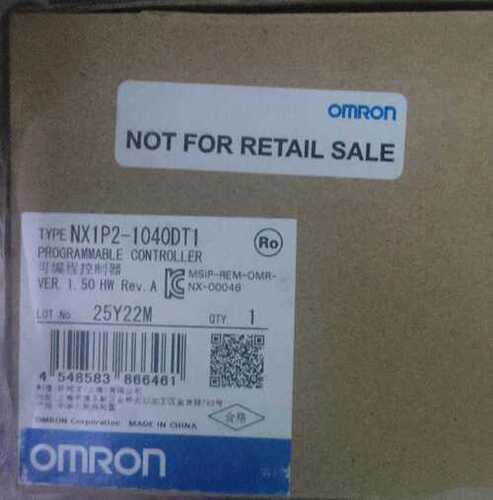 OMRON
NOT FOR RETAIL SALE
TYPE NX1P2-1040DT1
Ro
PROGRAMMABLE CONTROLLER
可编程控制器
MSIP-REM-OMR-
NX-00046
VER. 1.50 HW Rev. A
LOT No. 25Y22M QTY 1
4 548583 866461
合格
OMRON Corporation MADE IN CHINA
OMRON